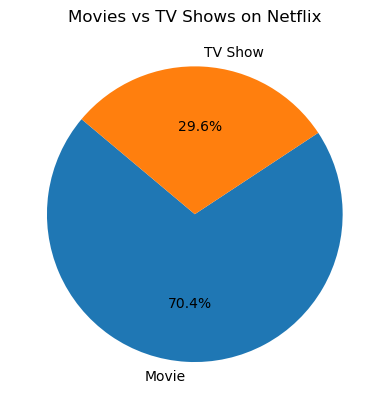 Movies vs TV Shows on Netflix
TV Show
29.6%
70.4%
Movie